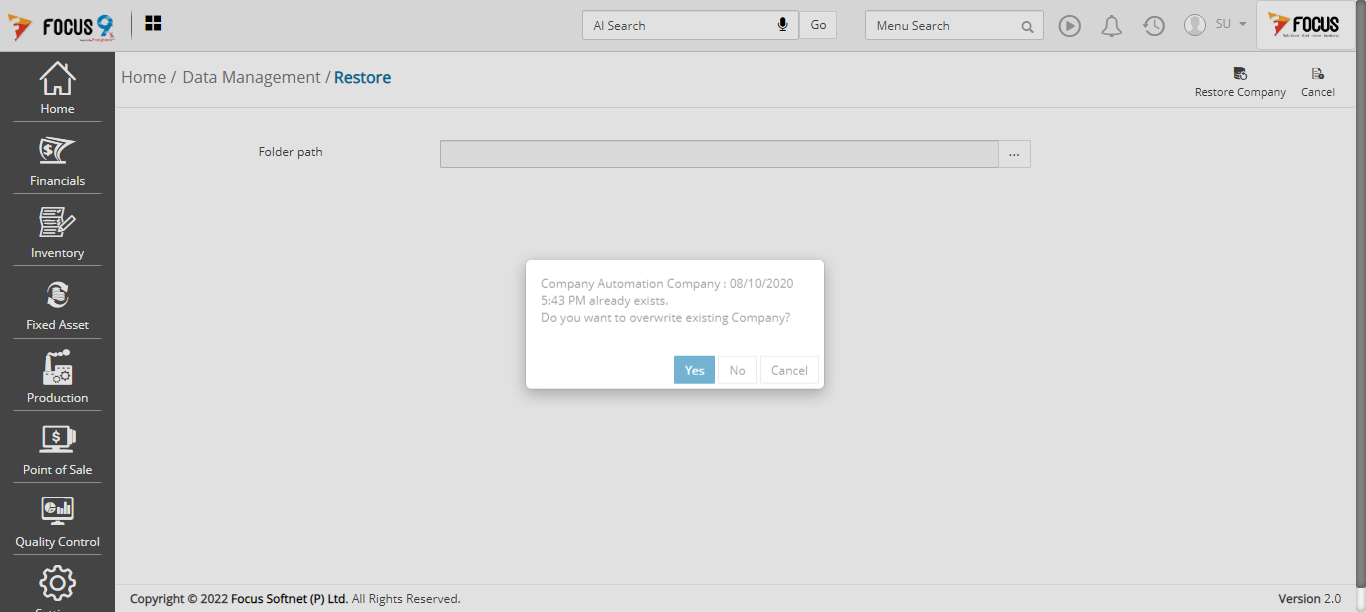 FOCUS 9
AI Search
Go
Menu Search
SU
FOCUS
Home / Data Management / Restore
Restore Company
Cancel
Home
Financials
Inventory
Fixed Asset
Production
Point of Sale
Quality Control
Folder path
...
Company Automation Company : 08/10/2020
5:43 PM already exists.
Do you want to overwrite existing Company?
Yes No Cancel
Copyright © 2022 Focus Softnet (P) Ltd. All Rights Reserved.
Version 2.0